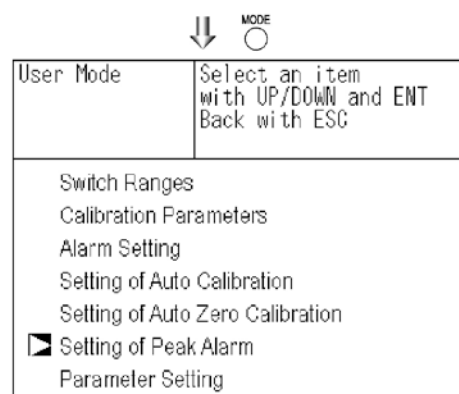 MODE
User Mode
Select an item
with UP/DOWN and ENT
Back with ESC
Switch Ranges
Calibration Parameters
Alarm Setting
Setting of Auto Calibration
Setting of Auto Zero Calibration
Setting of Peak Alarm
Parameter Setting